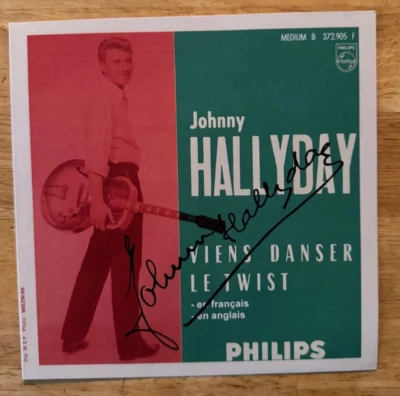 MEDIUM B 372.905 F
PHILIPS
Johnny
HALLYDAY
Johnny Hallyday
VIENS DANSER
LE TWIST
- en français
- en anglais
PHILIPS